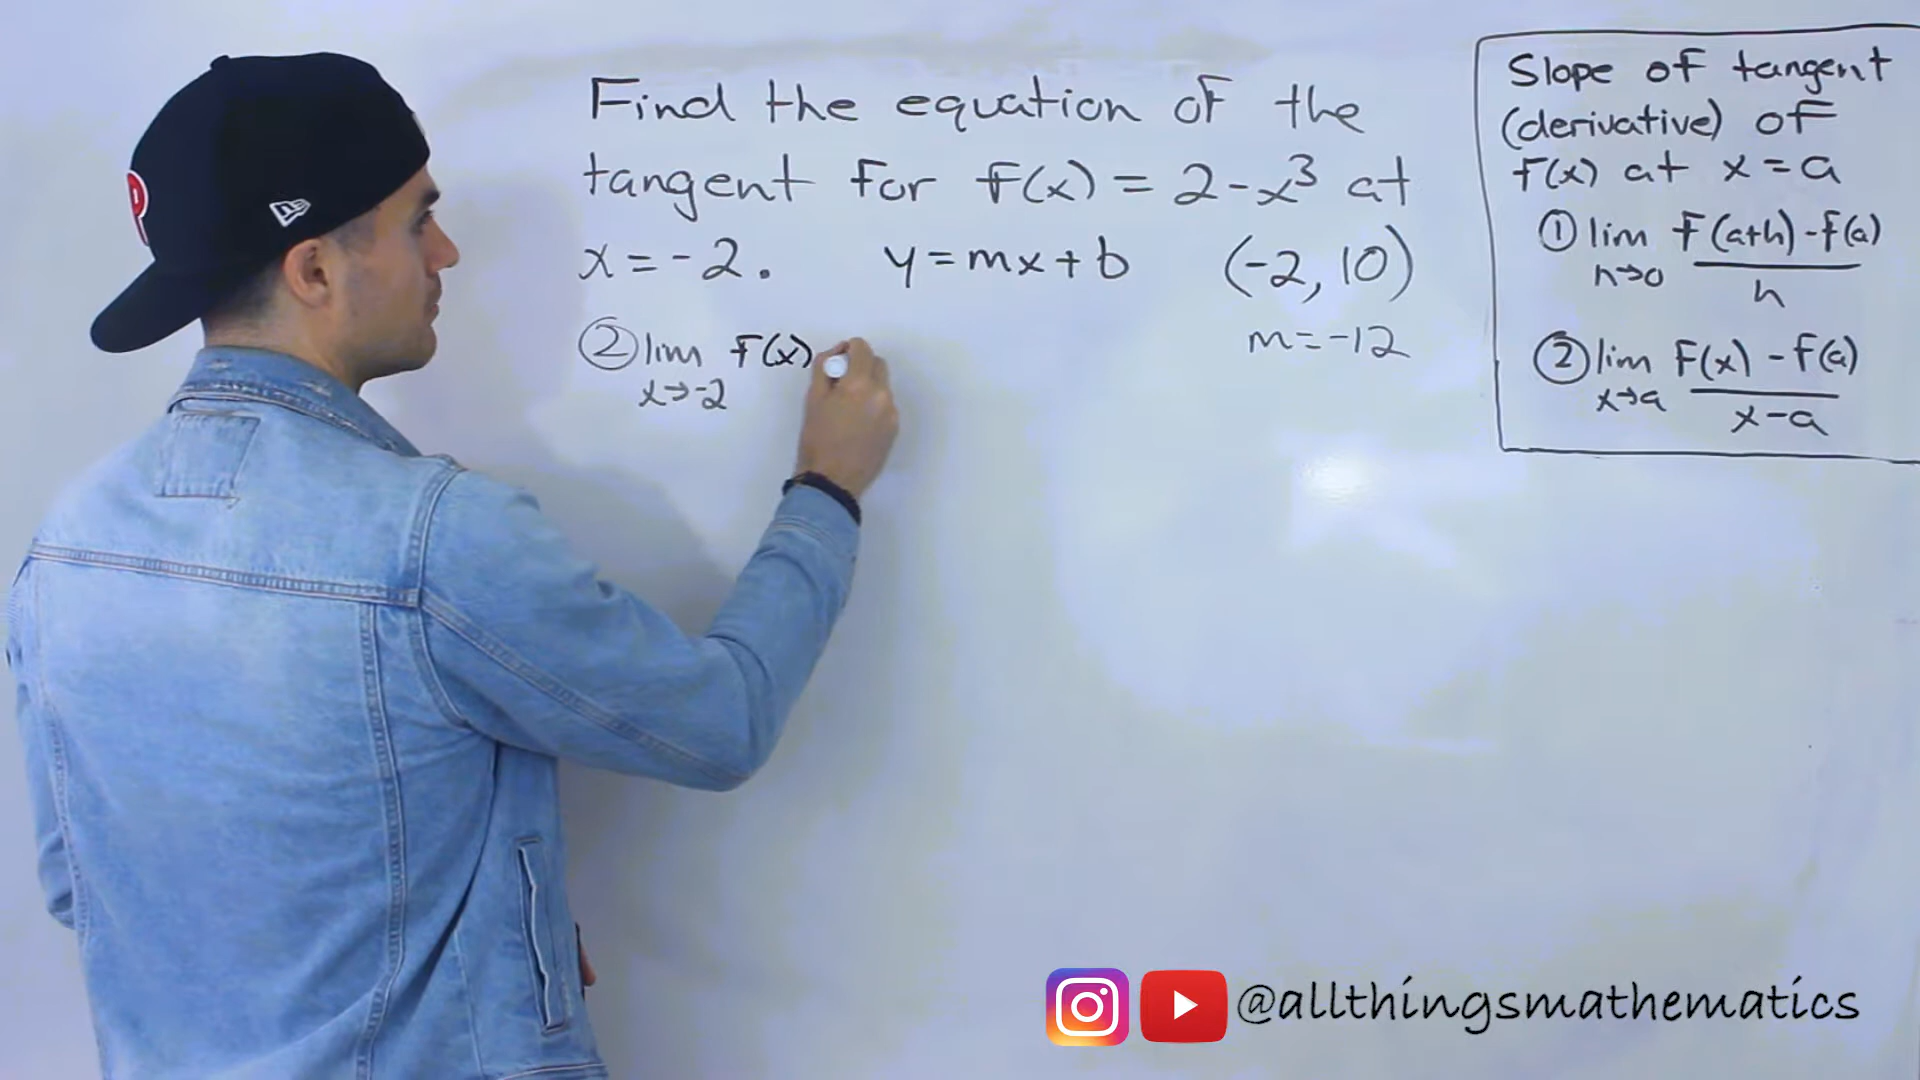 Find the equation of the
tangent for f(x) = 2 - x³ at
x = -2. y = mx + b (-2, 10)
m = -12
② lim f(x)
x→-2
Slope of tangent
(derivative) of
f(x) at x = a
① lim f(a+h) - f(a)
h→0 h
② lim f(x) - f(a)
x→a x - a
P
@allthingsmathematics